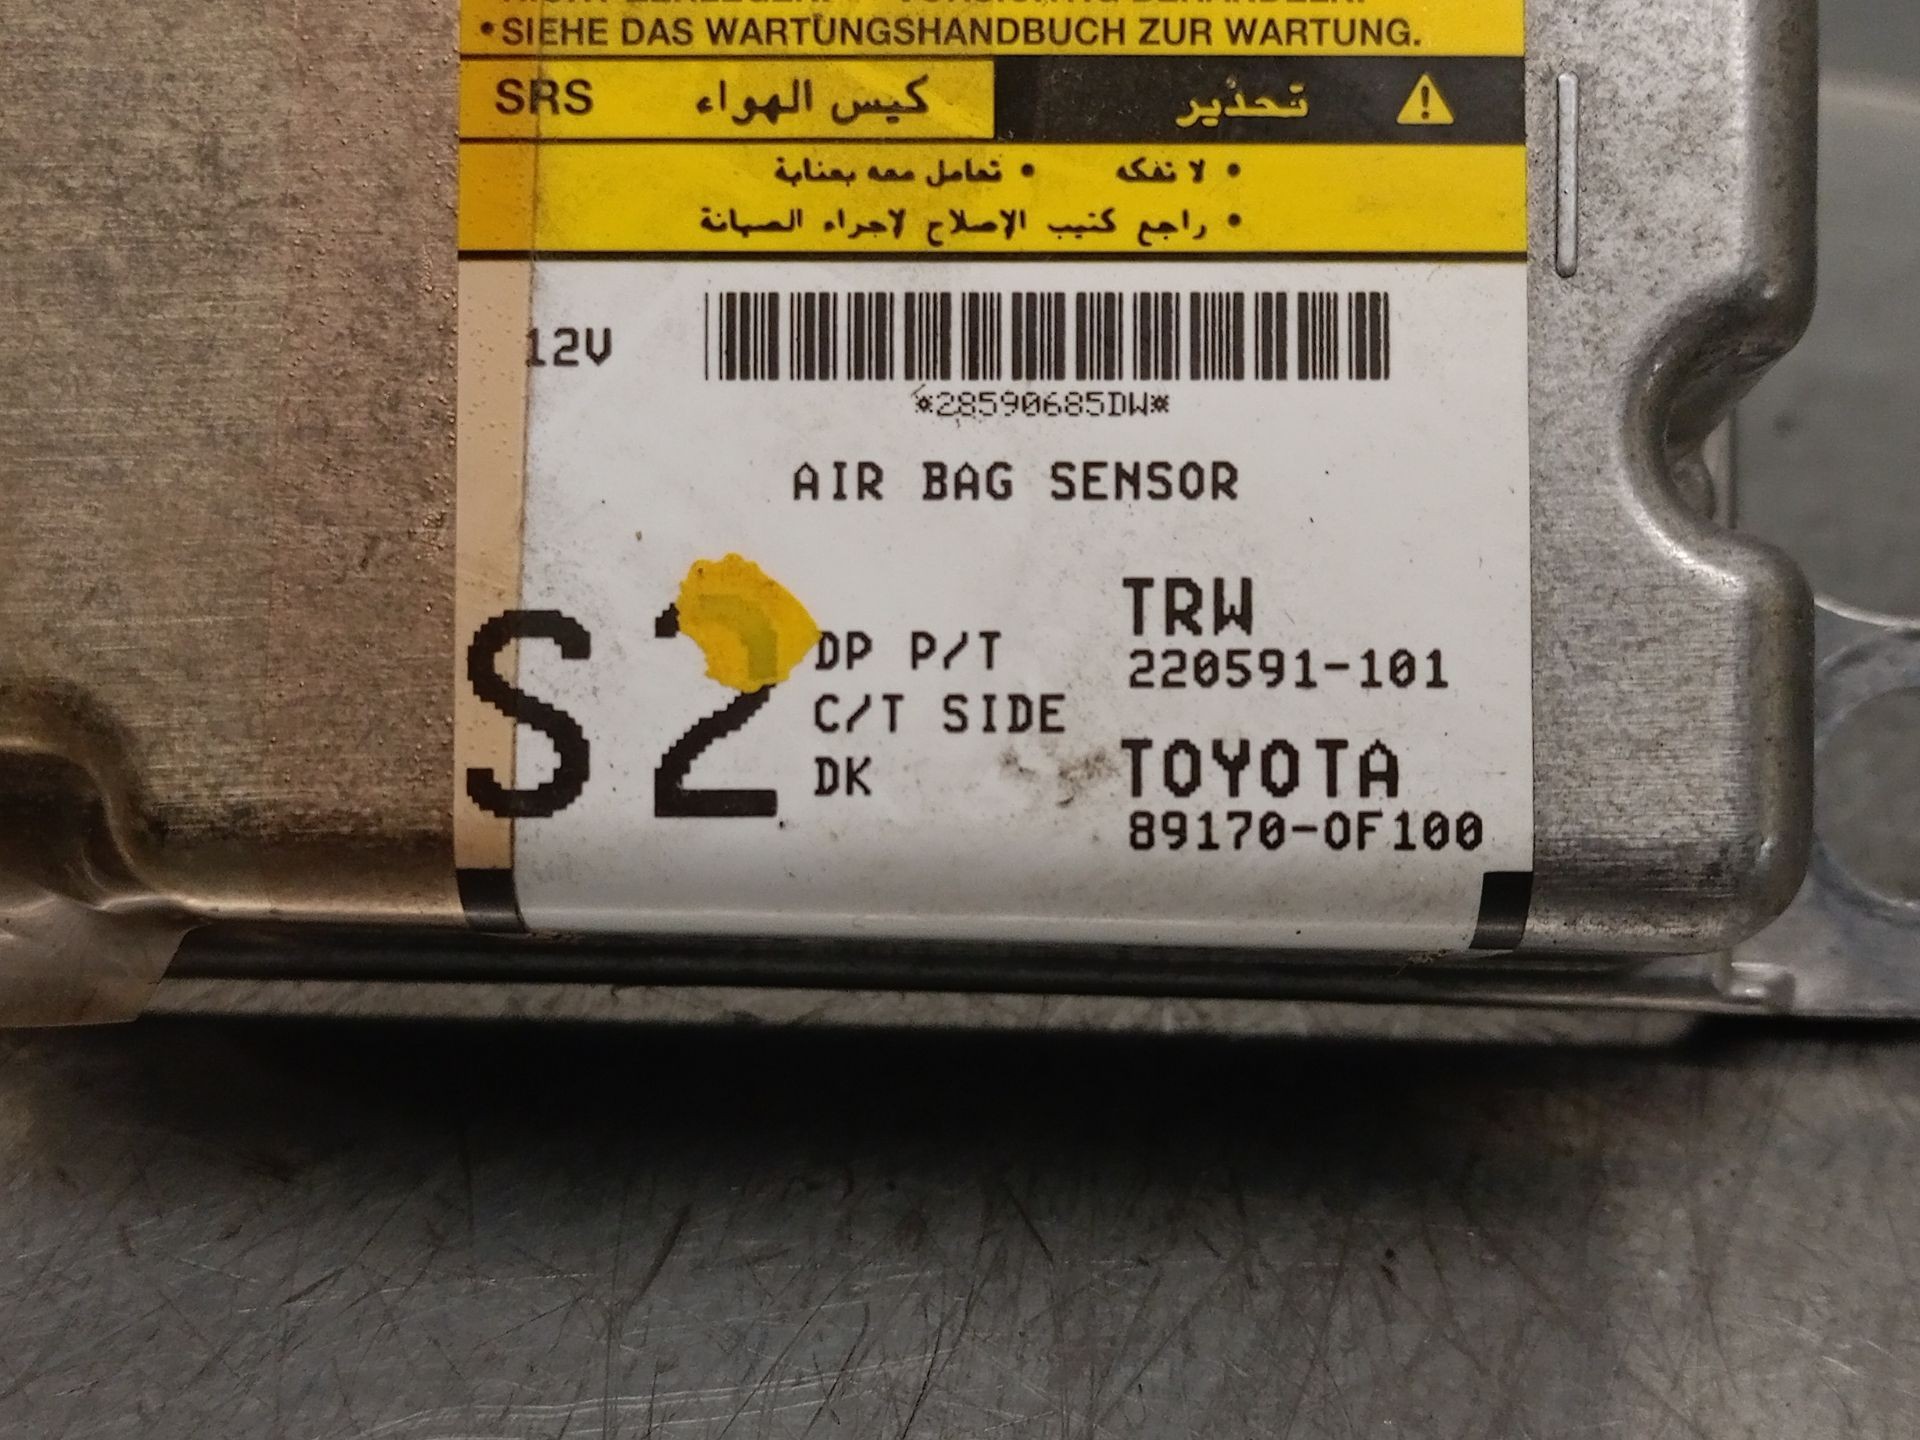 • SIEHE DAS WARTUNGSHANDBUCH ZUR WARTUNG.
تحذير كيس الهواء SRS
• لا تفكه • تعامل معه بعناية
• راجع كتيب الإصلاح لاجراء الصيانة
12V
*28590685DW*
AIR BAG SENSOR
S2
DP P/T
C/T SIDE
DK
TRW
220591-101
TOYOTA
89170-0F100